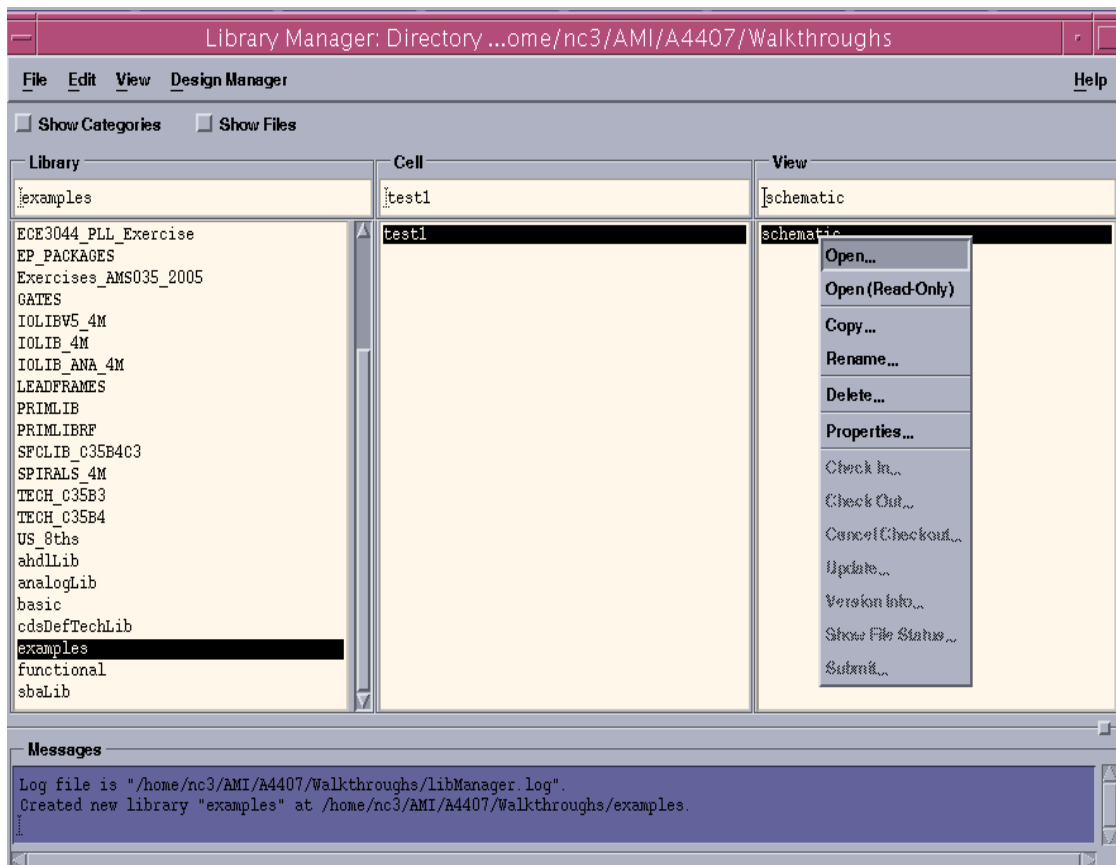 Library Manager: Directory ...ome/nc3/AMI/A4407/Walkthroughs
File Edit View Design Manager Help
Show Categories Show Files
Library Cell View
examples test1 schematic
ECE3044_PLL_Exercise
EP_PACKAGES
Exercises_AMS035_2005
GATES
IOLIBV5_4M
IOLIB_4M
IOLIB_ANA_4M
LEADFRAMES
PRIMLIB
PRIMLIBRF
SFCLIB_C35B4C3
SPIRALS_4M
TECH_C35B3
TECH_C35B4
US_8ths
ahdlLib
analogLib
basic
cdsDefTechLib
examples
functional
sbaLib
test1
schematic
Open...
Open (Read-Only)
Copy...
Rename...
Delete...
Properties...
Check In...
Check Out...
Cancel Checkout...
Update...
Version Info...
Show File Status...
Submit...
Messages
Log file is "/home/nc3/AMI/A4407/Walkthroughs/libManager.log".
Created new library "examples" at /home/nc3/AMI/A4407/Walkthroughs/examples.